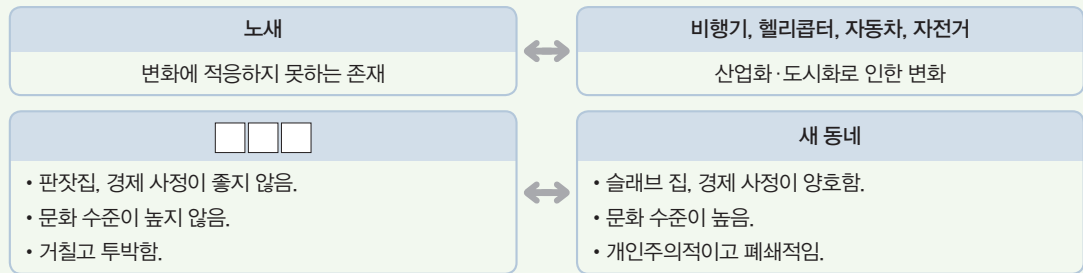 노새
변화에 적응하지 못하는 존재
비행기, 헬리콥터, 자동차, 자전거
산업화·도시화로 인한 변화
□□□
• 판잣집, 경제 사정이 좋지 않음.
• 문화 수준이 높지 않음.
• 거칠고 투박함.
새 동네
• 슬래브 집, 경제 사정이 양호함.
• 문화 수준이 높음.
• 개인주의적이고 폐쇄적임.